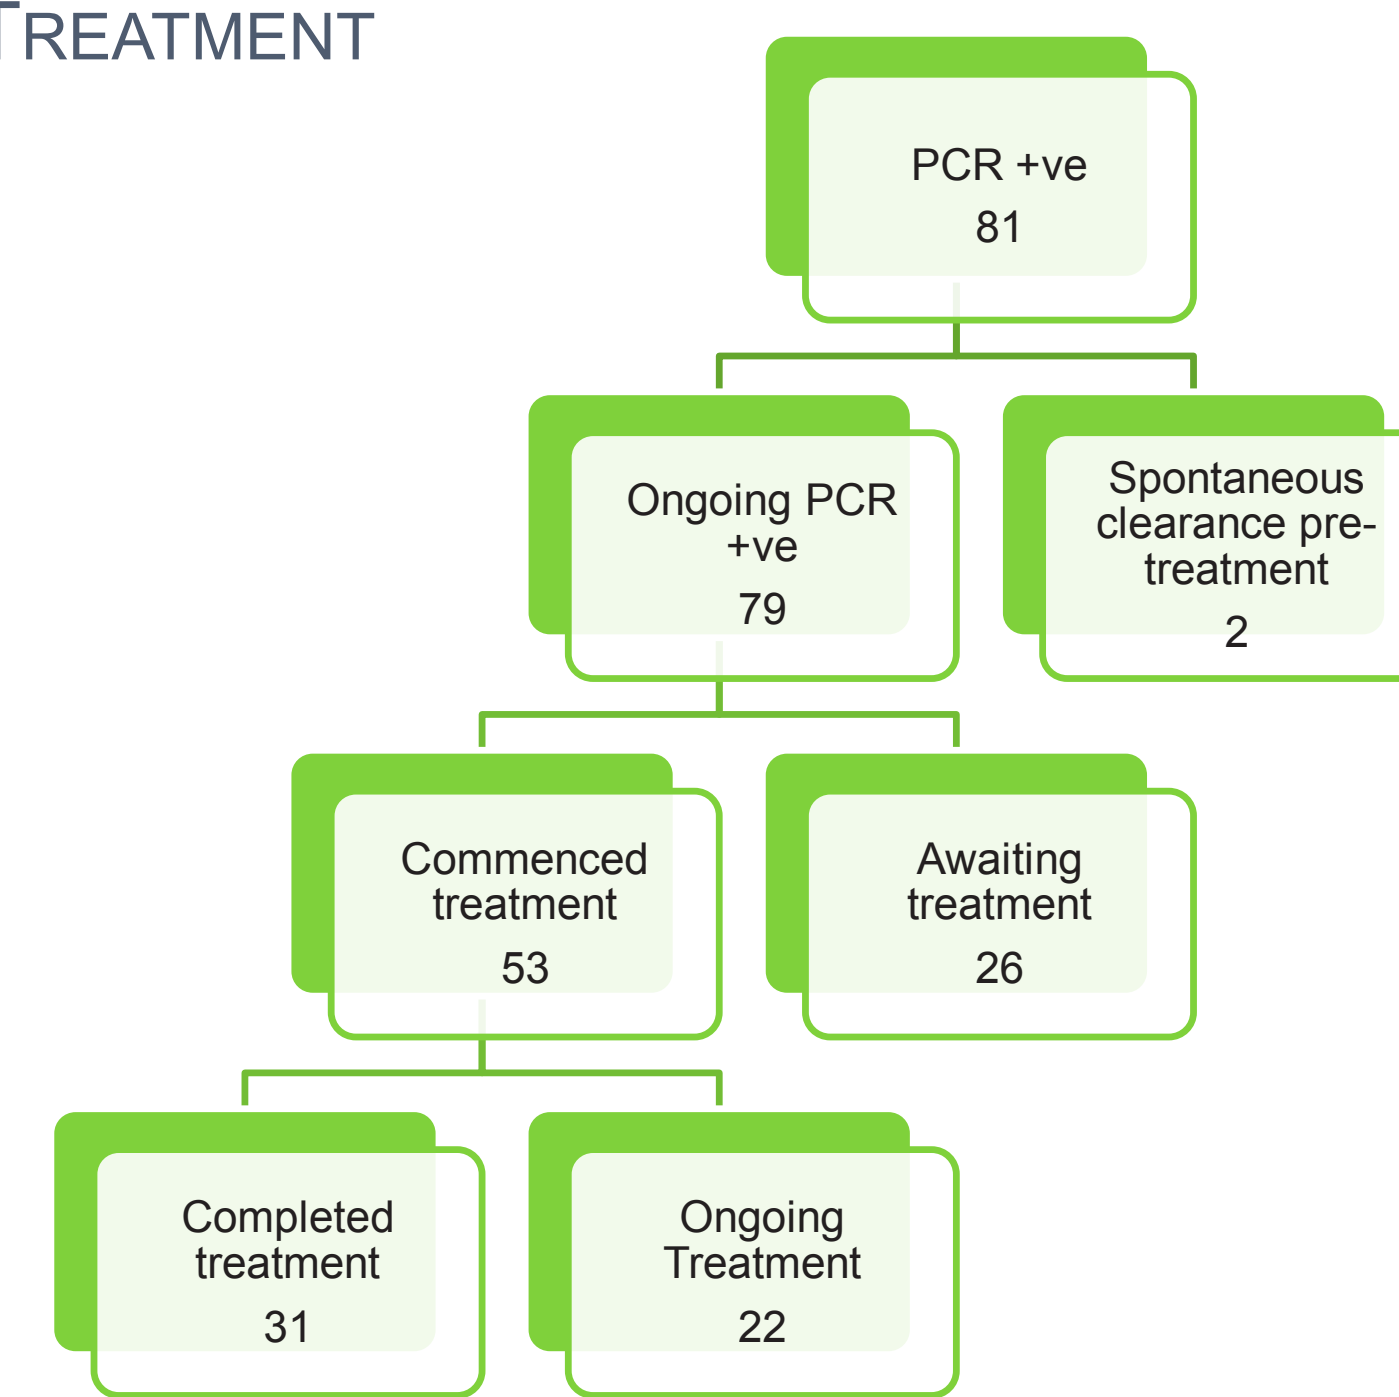 TREATMENT
PCR +ve
81
Ongoing PCR
+ve
79
Spontaneous
clearance pre-
treatment
2
Commenced
treatment
53
Awaiting
treatment
26
Completed
treatment
31
Ongoing
Treatment
22